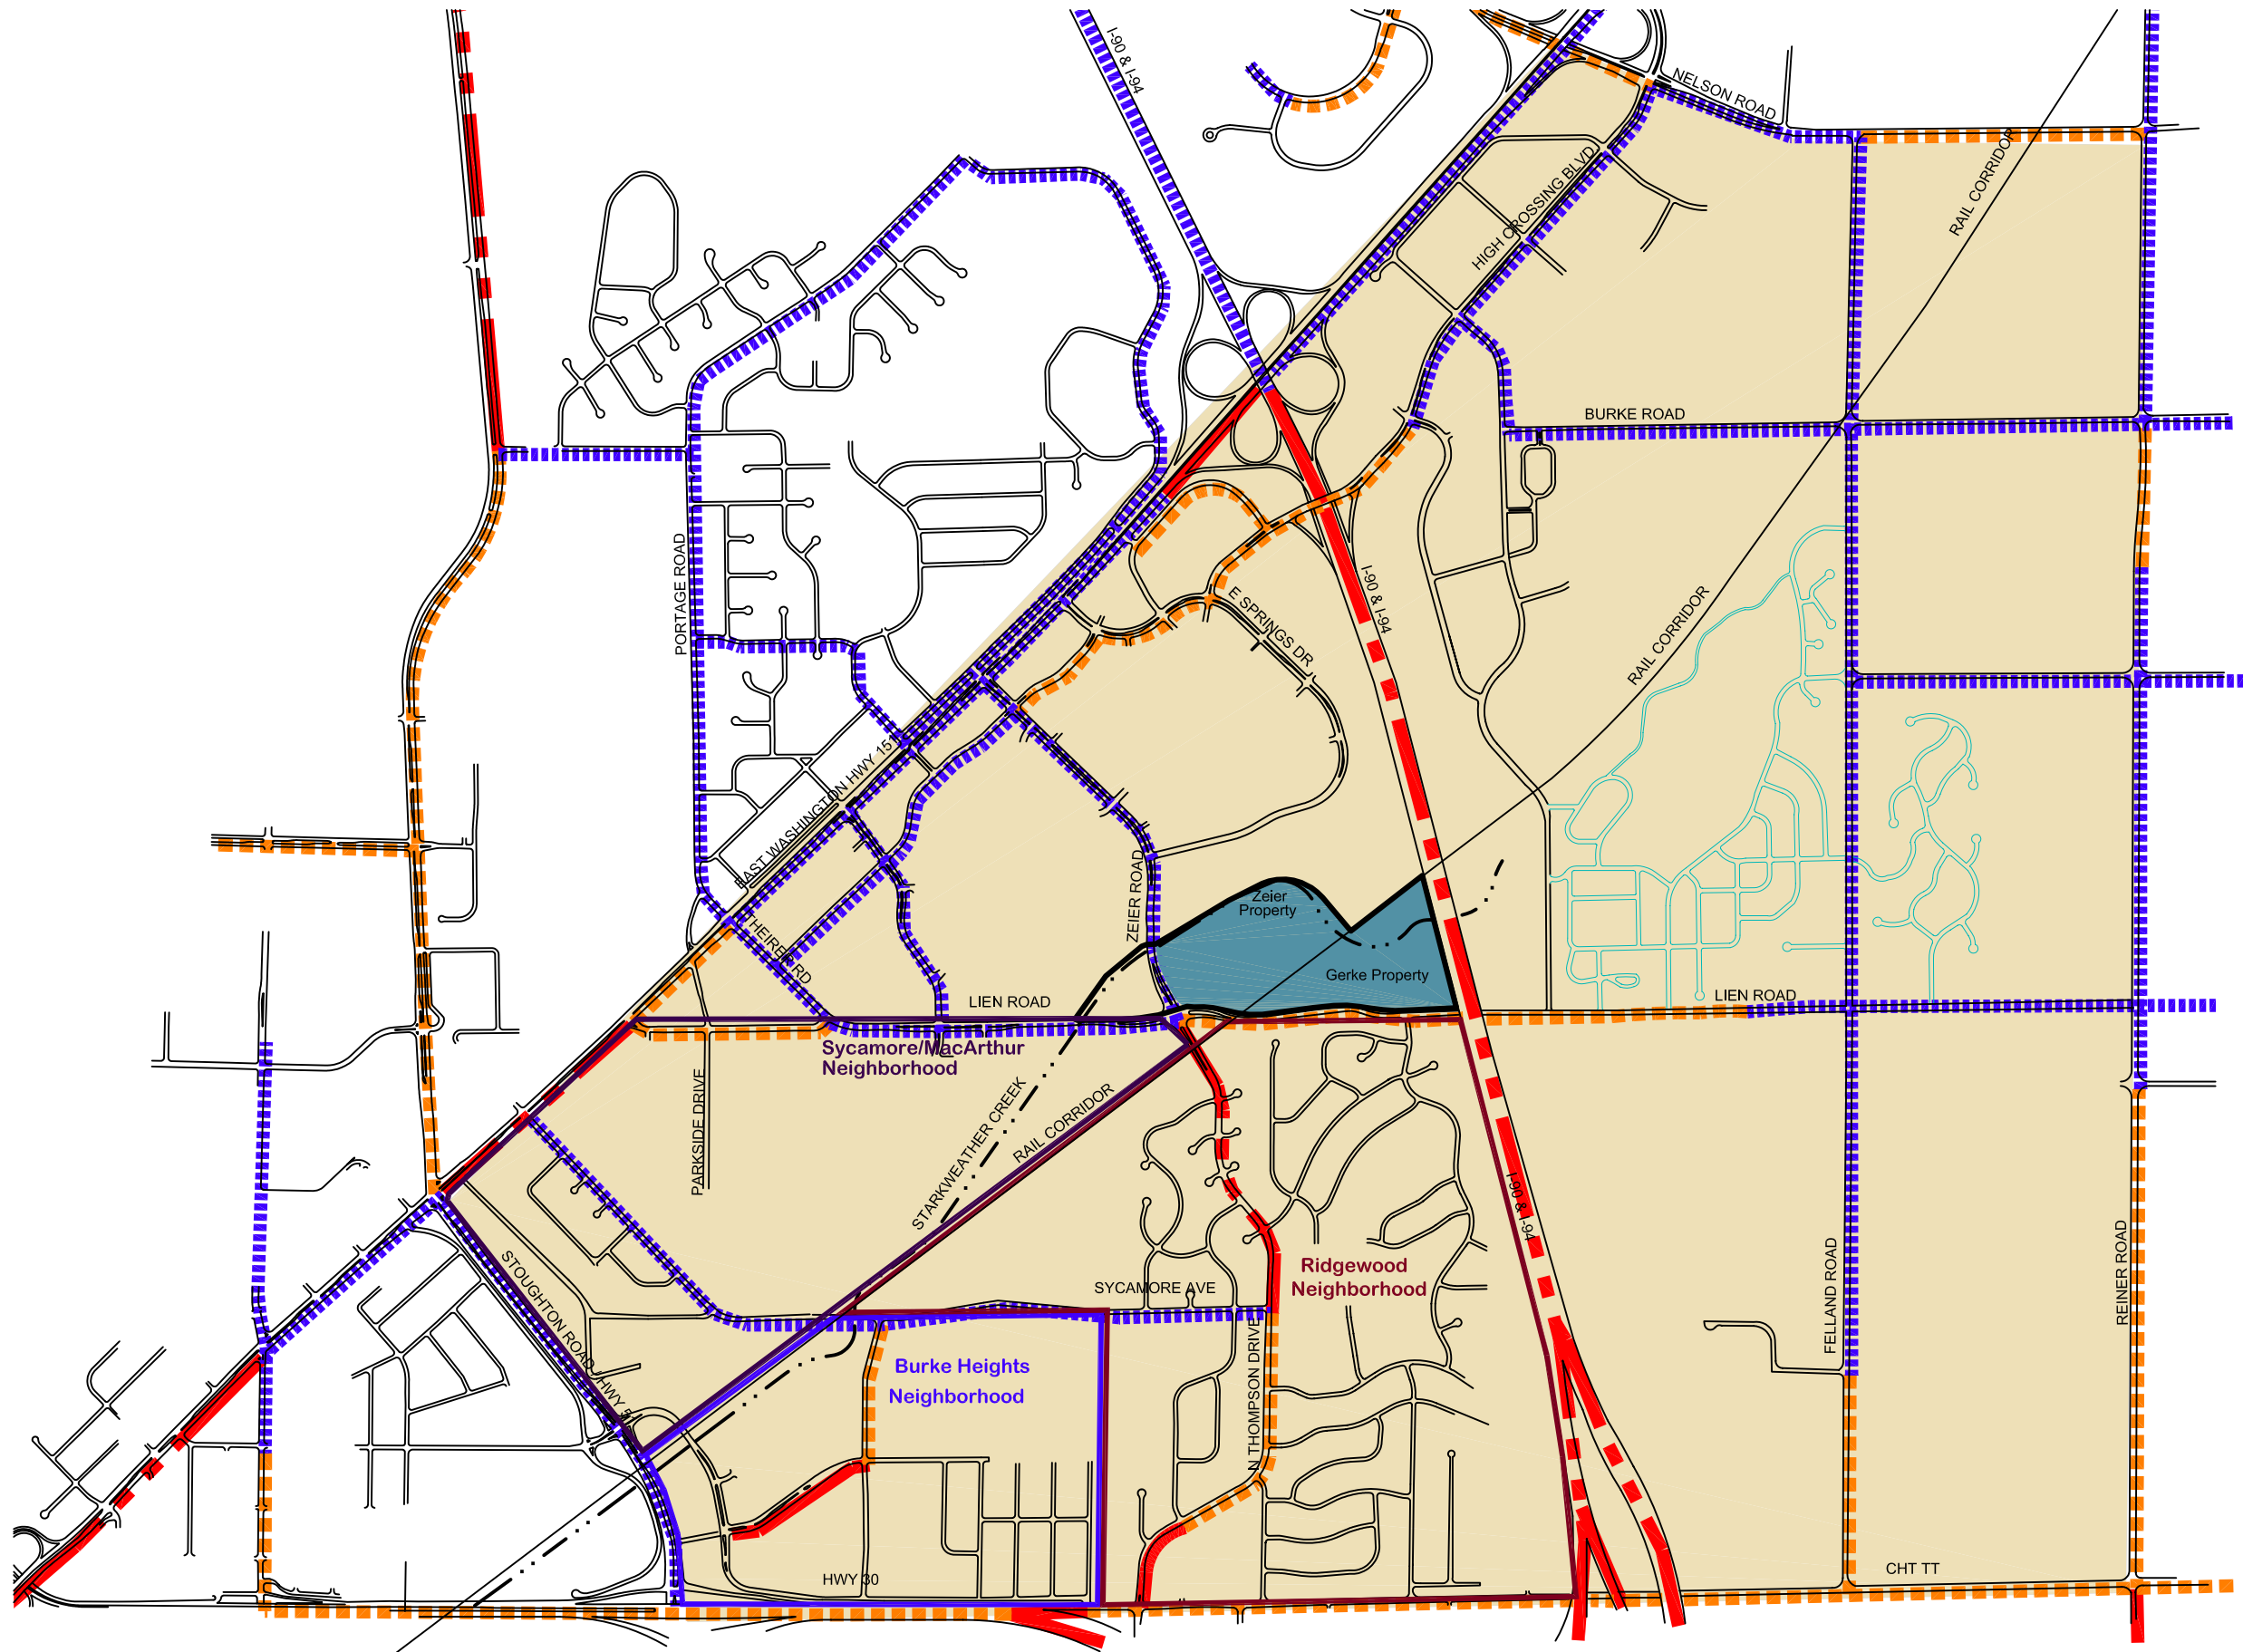 I-90 & I-94
NELSON ROAD
RAIL CORRIDOR
HIGH CROSSING BLVD
BURKE ROAD
PORTAGE ROAD
I-90 & I-94
E SPRINGS DR
RAIL CORRIDOR
EAST WASHINGTON / HWY 151
THEIRER RD
ZEIER ROAD
Zeier
Property
Gerke Property
LIEN ROAD
LIEN ROAD
Sycamore/MacArthur
Neighborhood
PARKSIDE DRIVE
STARKWEATHER CREEK
RAIL CORRIDOR
I-90 & I-94
STOUGHTON ROAD / HWY 51
SYCAMORE AVE
Ridgewood
Neighborhood
FELLAND ROAD
REINER ROAD
N THOMPSON DRIVE
Burke Heights
Neighborhood
HWY 30
CHT TT